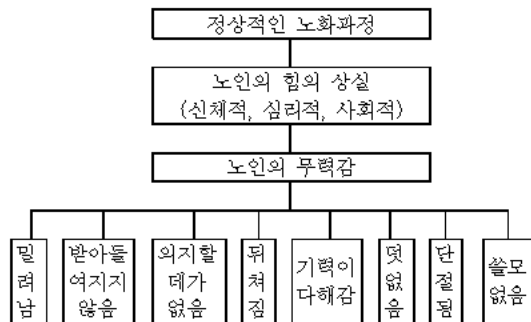 정상적인 노화과정
노인의 힘의 상실
(신체적, 심리적, 사회적)
노인의 무력감
밀
려
남
받아들
여지지
않음
의지할
데가
없음
뒤
쳐
짐
기력이
다해감
덧
없
음
단
절
됨
쓸모
없음